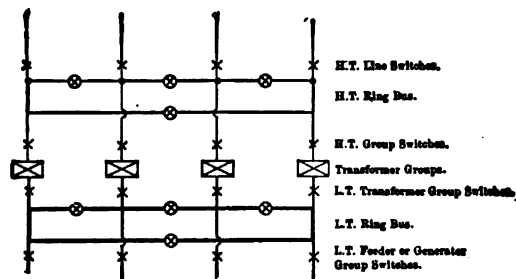 H.T. Line Switches.
H.T. Ring Bus.
H.T. Group Switches.
Transformer Groups.
L.T. Transformer Group Switches.
L.T. Ring Bus.
L.T. Feeder or Generator
Group Switches.